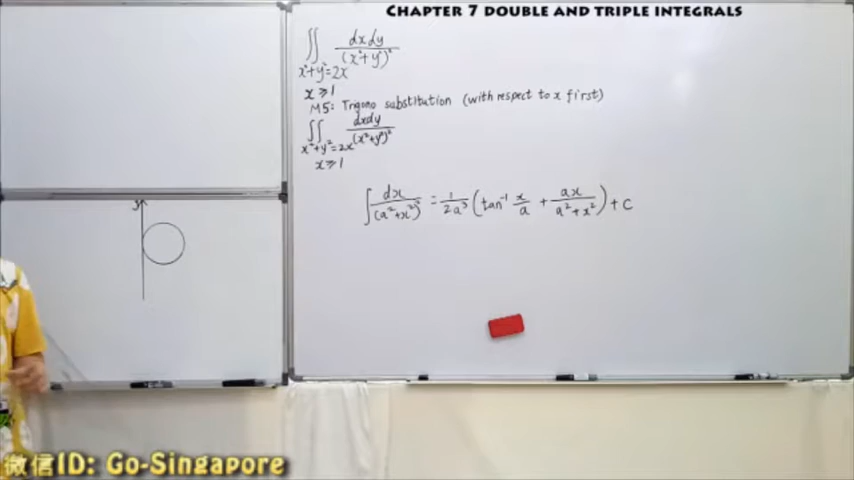 CHAPTER 7 DOUBLE AND TRIPLE INTEGRALS
∬ dxdy/(x²+y²)²
x²+y²=2x
x≥1
M5: Trigono substitution (with respect to x first)
∬ dxdy/(x²+y²)²
x²+y²=2x
x≥1
∫ dx/(a²+x²)² = 1/2a³ (tan⁻¹ x/a + ax/a²+x²) + C
y
微信ID: Go-Singapore